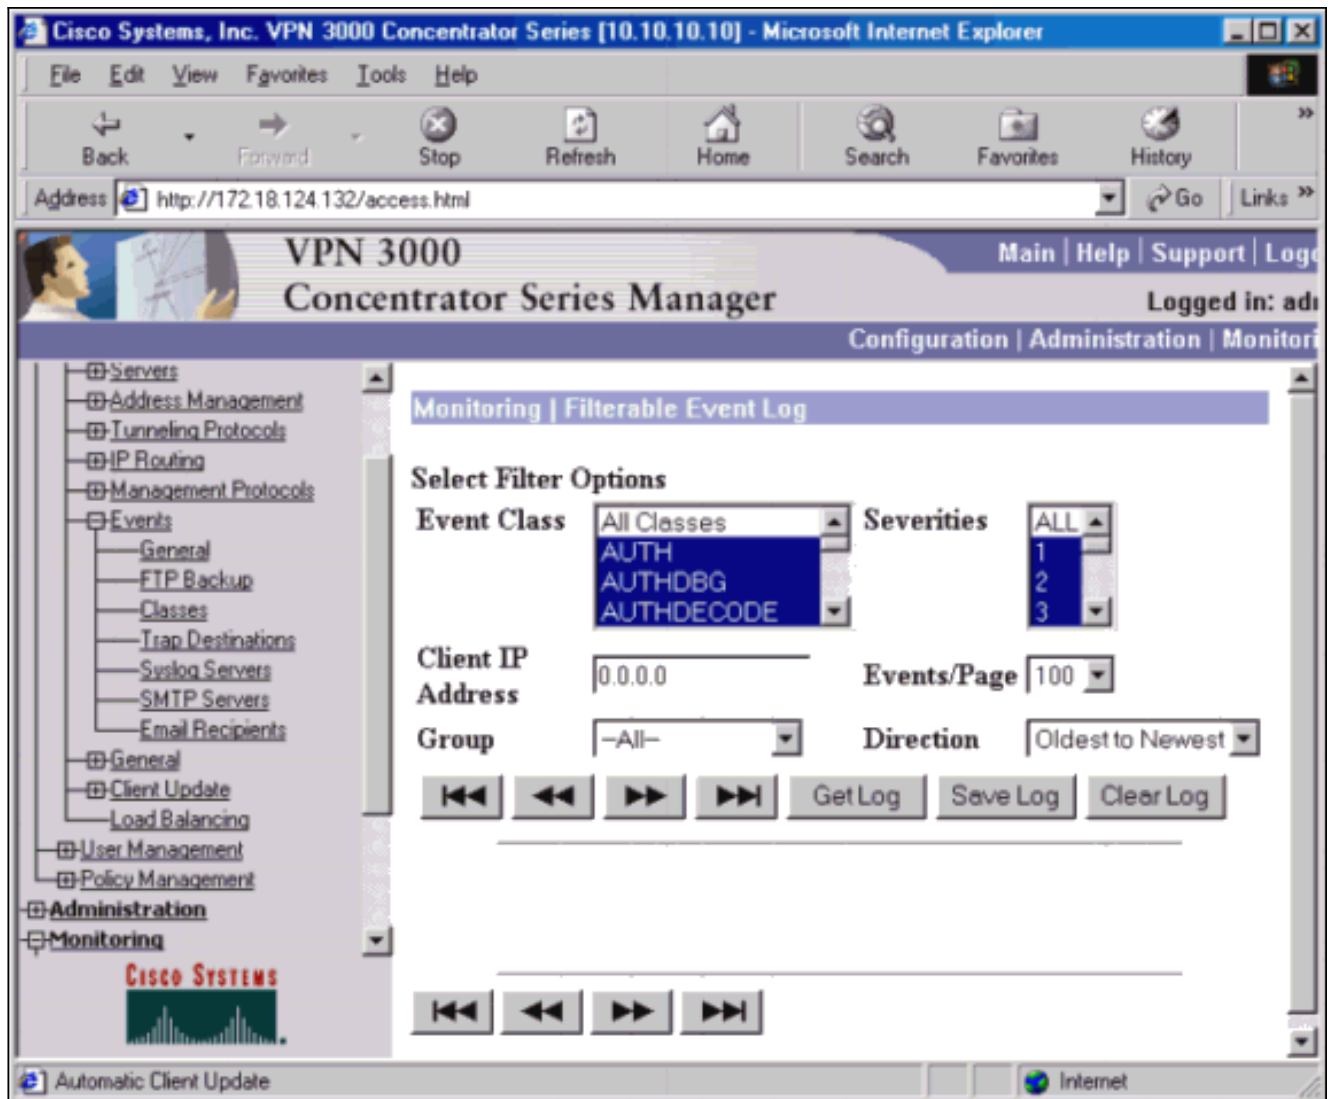 Cisco Systems, Inc. VPN 3000 Concentrator Series [10.10.10.10] - Microsoft Internet Explorer
File Edit View Favorites Tools Help
Back Forward Stop Refresh Home Search Favorites History »
Address http://172.18.124.132/access.html Go Links »
VPN 3000
Concentrator Series Manager
Main | Help | Support | Logo
Logged in: adm
Configuration | Administration | Monitori
Servers
Address Management
Tunneling Protocols
IP Routing
Management Protocols
Events
General
FTP Backup
Classes
Trap Destinations
Syslog Servers
SMTP Servers
Email Recipients
General
Client Update
Load Balancing
User Management
Policy Management
Administration
Monitoring
CISCO SYSTEMS
Monitoring | Filterable Event Log
Select Filter Options
Event Class All Classes Severities ALL
AUTH 1
AUTHDBG 2
AUTHDECODE 3
Client IP Address 0.0.0.0 Events/Page 100
Group --All-- Direction Oldest to Newest
Get Log Save Log Clear Log
Automatic Client Update Internet